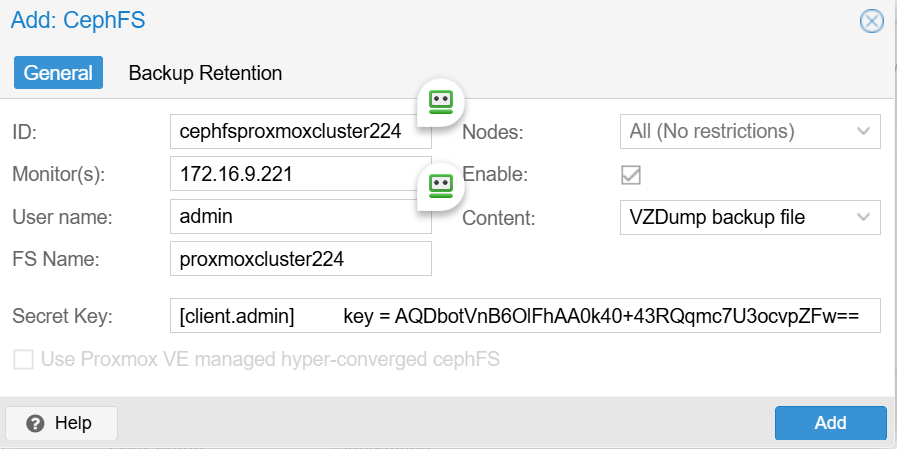 Add: CephFS
General Backup Retention
ID: cephfsproxmoxcluster224 Nodes: All (No restrictions)
Monitor(s): 172.16.9.221 Enable:
User name: admin Content: VZDump backup file
FS Name: proxmoxcluster224
Secret Key: [client.admin] key = AQDbotVnB6OlFhAA0k40+43RQqmc7U3ocvpZFw==
Use Proxmox VE managed hyper-converged cephFS
? Help Add